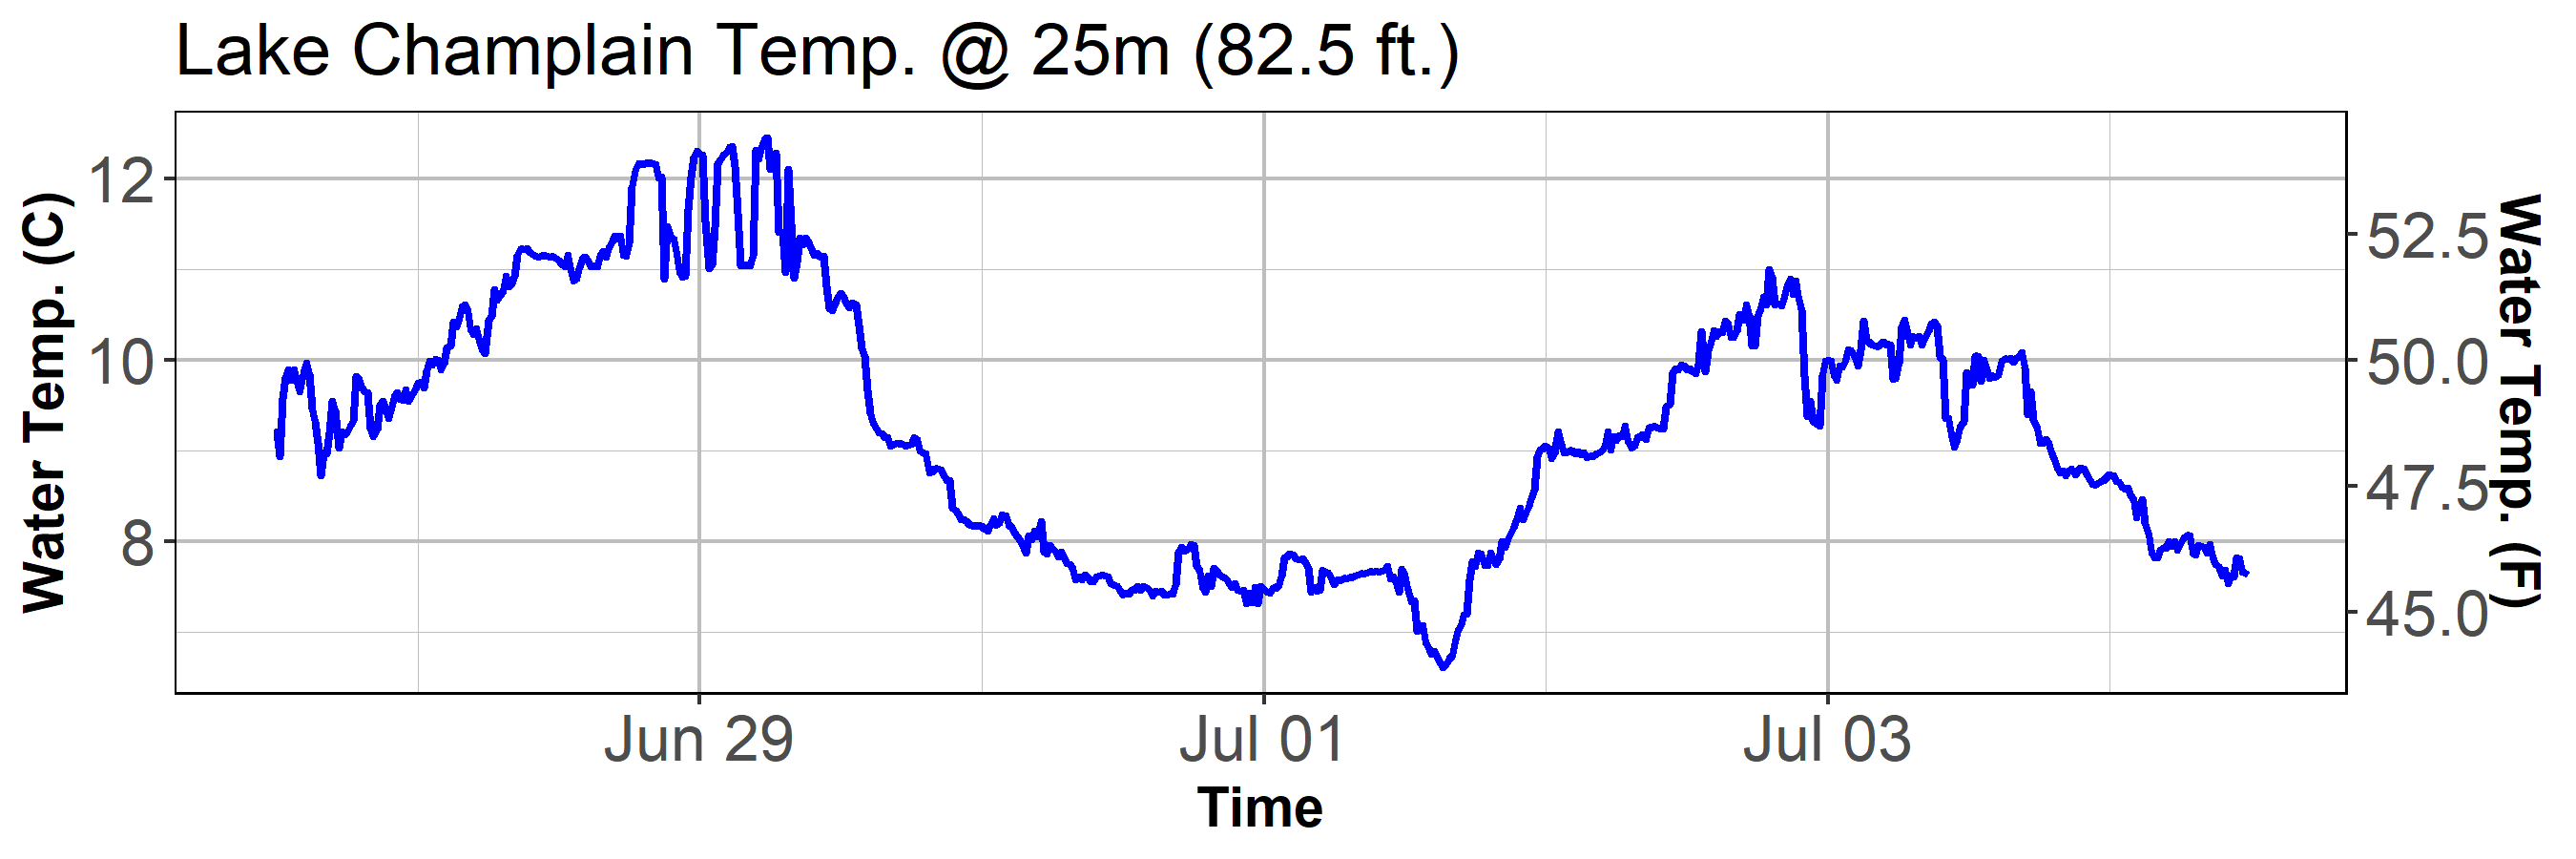 Lake Champlain Temp. @ 25m (82.5 ft.)
Water Temp. (C)
12
10
8
52.5
50.0
47.5
45.0
Water Temp. (F)
Jun 29
Jul 01
Jul 03
Time